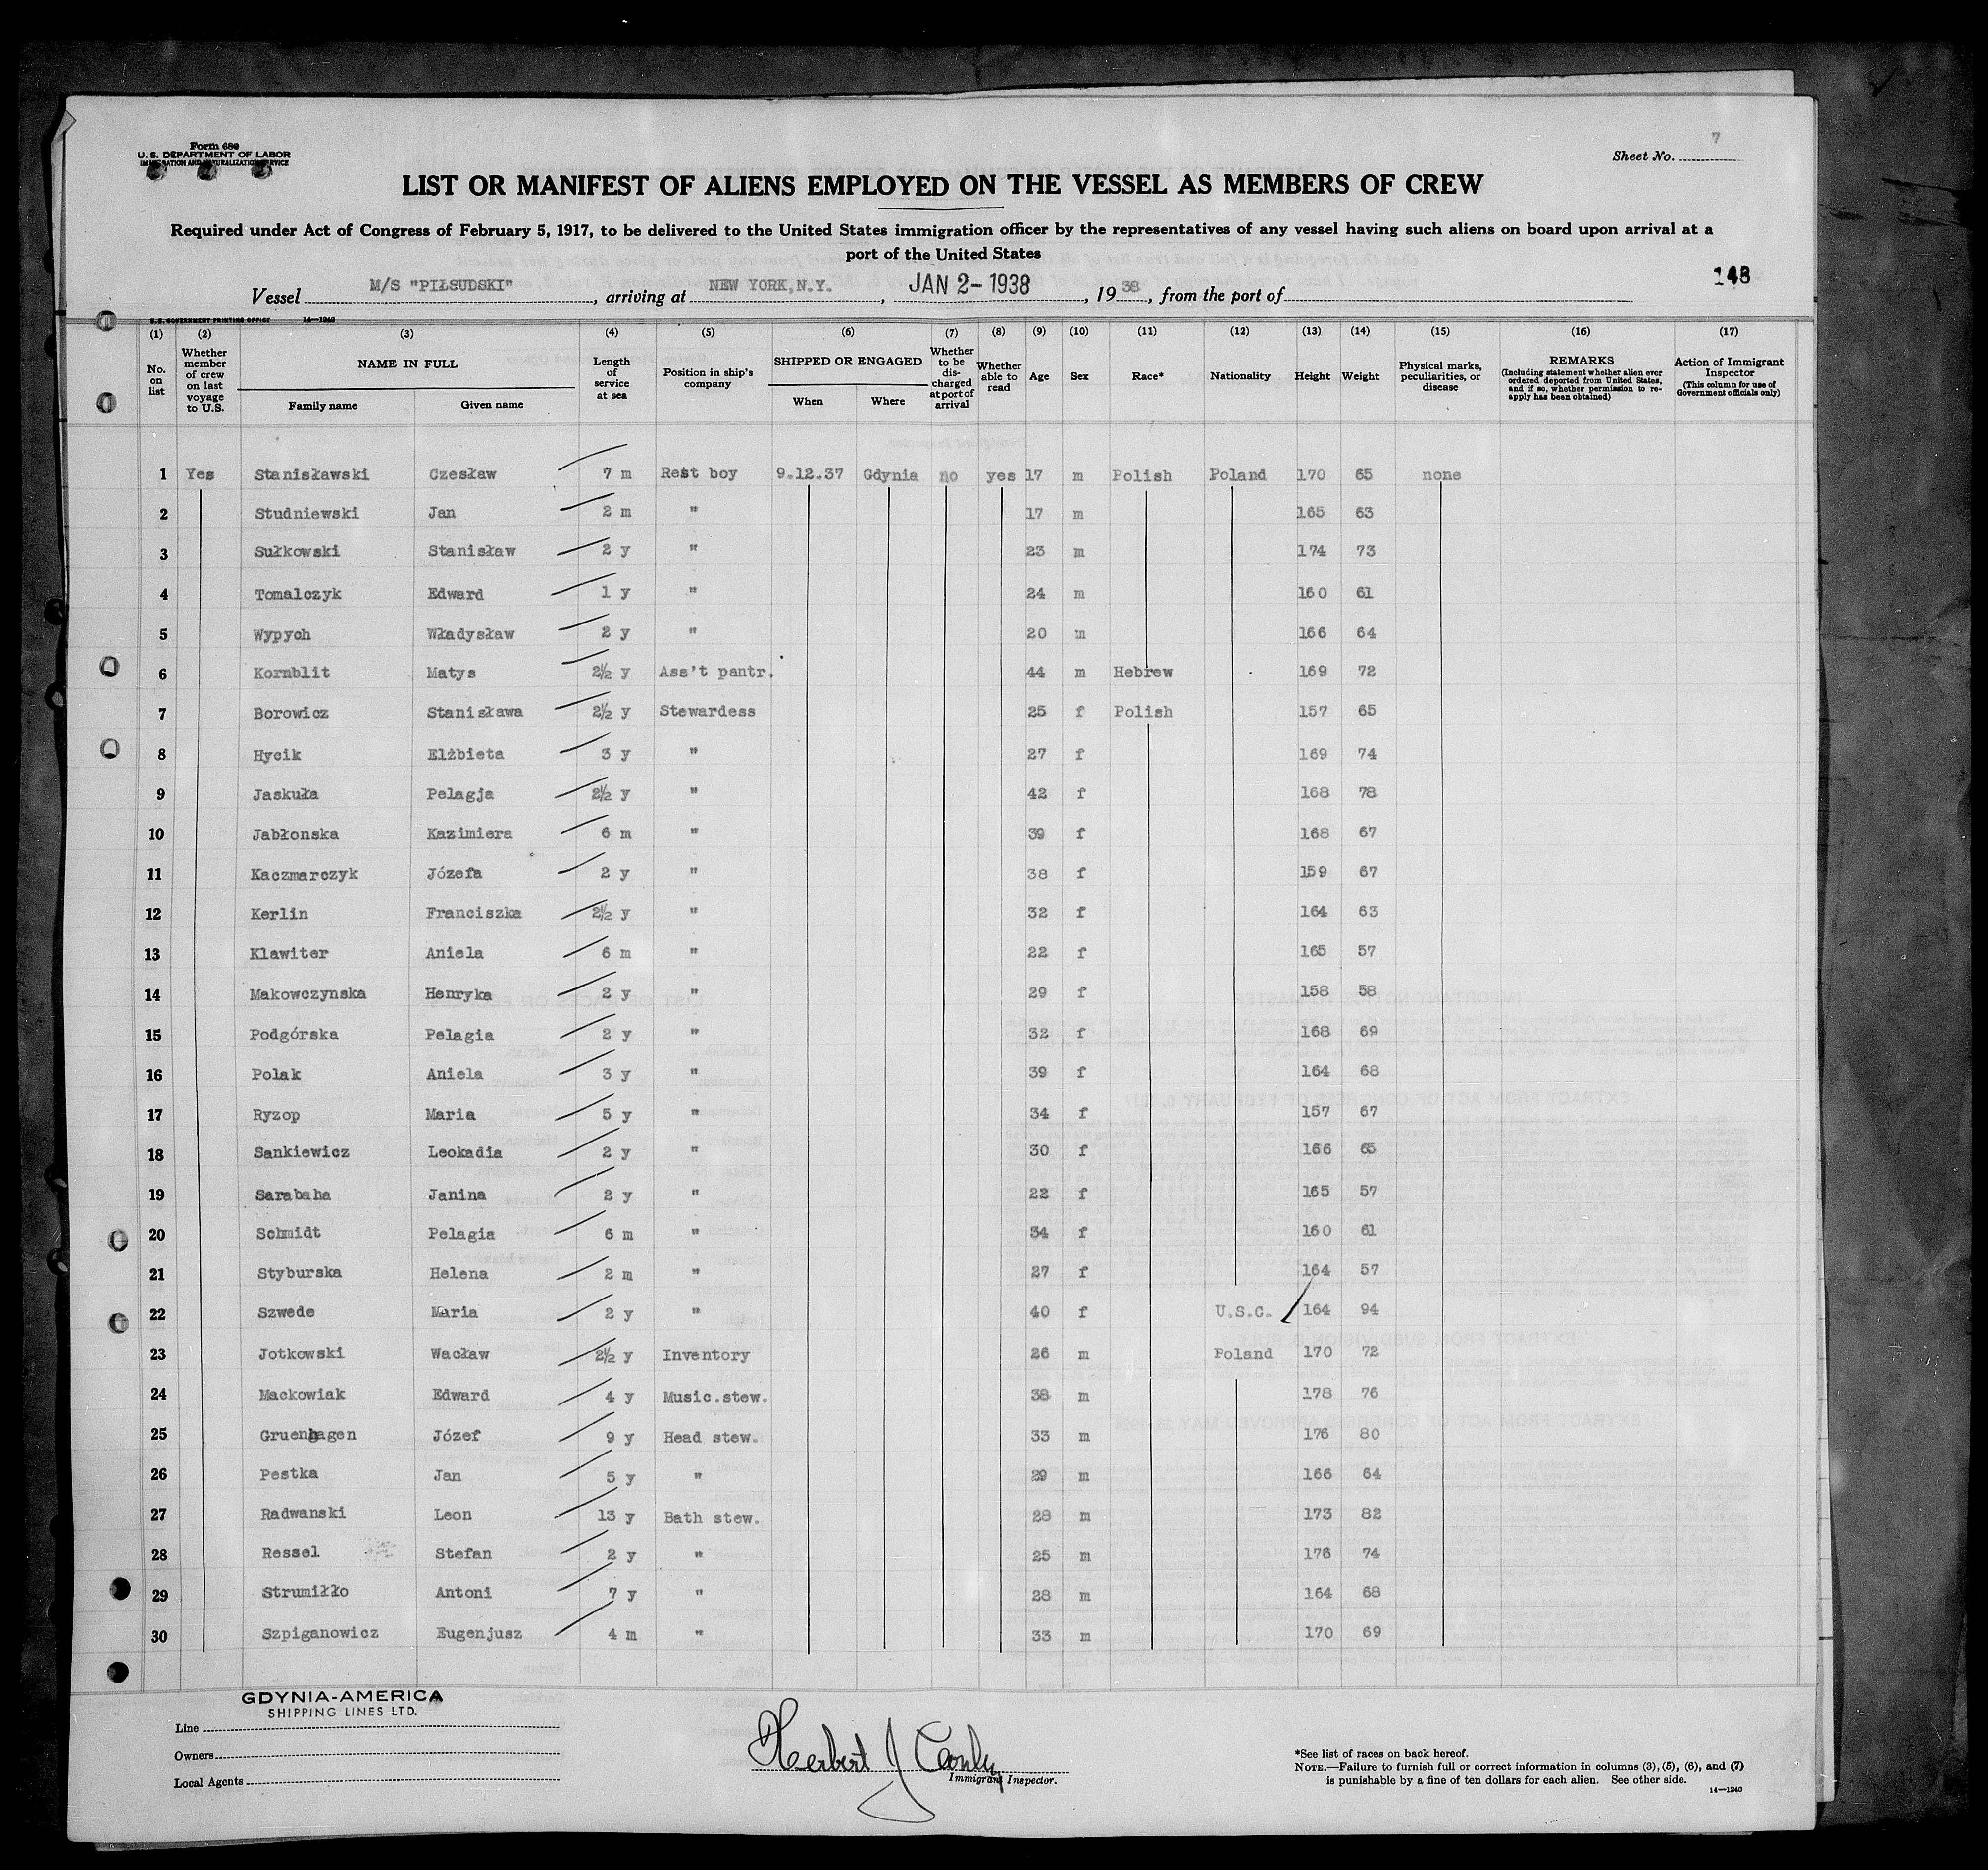 Form 680
U.S. DEPARTMENT OF LABOR
IMMIGRATION AND NATURALIZATION SERVICE
7
Sheet No.
LIST OR MANIFEST OF ALIENS EMPLOYED ON THE VESSEL AS MEMBERS OF CREW
Required under Act of Congress of February 5, 1917, to be delivered to the United States immigration officer by the representatives of any vessel having such aliens on board upon arrival at a
port of the United States
148
Vessel M/S "PIŁSUDSKI", arriving at NEW YORK,N.Y., JAN 2-1938, 1938, from the port of
U.S. GOVERNMENT PRINTING OFFICE 14—1240
(1) (2) (3) (4) (5) (6) (7) (8) (9) (10) (11) (12) (13) (14) (15) (16) (17)
No. on list Whether member of crew on last voyage to U.S. NAME IN FULL Family name Given name Length of service at sea Position in ship's company SHIPPED OR ENGAGED When Where Whether to be discharged at port of arrival Whether able to read Age Sex Race* Nationality Height Weight Physical marks, peculiarities, or disease REMARKS (Including statement whether alien ever ordered deported from United States, and if so, whether permission to reapply has been obtained) Action of Immigrant Inspector (This column for use of Government officials only)
1 Yes Stanisławski Czesław 7 m Rest boy 9.12.37 Gdynia no yes 17 m Polish Poland 170 65 none
2 Studniewski Jan 2 m " 17 m 165 63
3 Sułkowski Stanisław 2 y " 23 m 174 73
4 Tomalczyk Edward 1 y " 24 m 160 61
5 Wypych Władysław 2 y " 20 m 166 64
6 Kornblit Matys 2½ y Ass't pantr. 44 m Hebrew 169 72
7 Borowicz Stanisława 2½ y Stewardess 25 f Polish 157 65
8 Hycik Elżbieta 3 y " 27 f 169 74
9 Jaskuła Pelagja 2½ y " 42 f 168 78
10 Jabłonska Kazimiera 6 m " 39 f 168 67
11 Kaczmarczyk Józefa 2 y " 38 f 159 67
12 Kerlin Franciszka 2½ y " 32 f 164 63
13 Klawiter Aniela 6 m " 22 f 165 57
14 Makowczynska Henryka 2 y " 29 f 158 58
15 Podgórska Pelagia 2 y " 32 f 168 69
16 Polak Aniela 3 y " 39 f 164 68
17 Ryzop Maria 5 y " 34 f 157 67
18 Sankiewicz Leokadia 2 y " 30 f 166 65
19 Sarabaha Janina 2 y " 22 f 165 57
20 Schmidt Pelagia 6 m " 34 f 160 61
21 Styburska Helena 2 m " 27 f 164 57
22 Szwede Maria 2 y " 40 f U.S.C. 164 94
23 Jotkowski Wacław 2½ y Inventory 26 m Poland 170 72
24 Mackowiak Edward 4 y Music.stew. 38 m 178 76
25 Gruenhagen Józef 9 y Head stew. 33 m 176 80
26 Pestka Jan 5 y " 29 m 166 64
27 Radwanski Leon 13 y Bath stew. 28 m 173 82
28 Ressel Stefan 2 y " 25 m 176 74
29 Strumiłło Antoni 7 y " 28 m 164 68
30 Szpiganowicz Eugenjusz 4 m " 33 m 170 69
GDYNIA-AMERICA
SHIPPING LINES LTD.
Line
Owners
Local Agents
Herbert J
Immigrant Inspector.
*See list of races on back hereof.
NOTE.—Failure to furnish full or correct information in columns (3), (5), (6), and (7)
is punishable by a fine of ten dollars for each alien. See other side.
14—1240